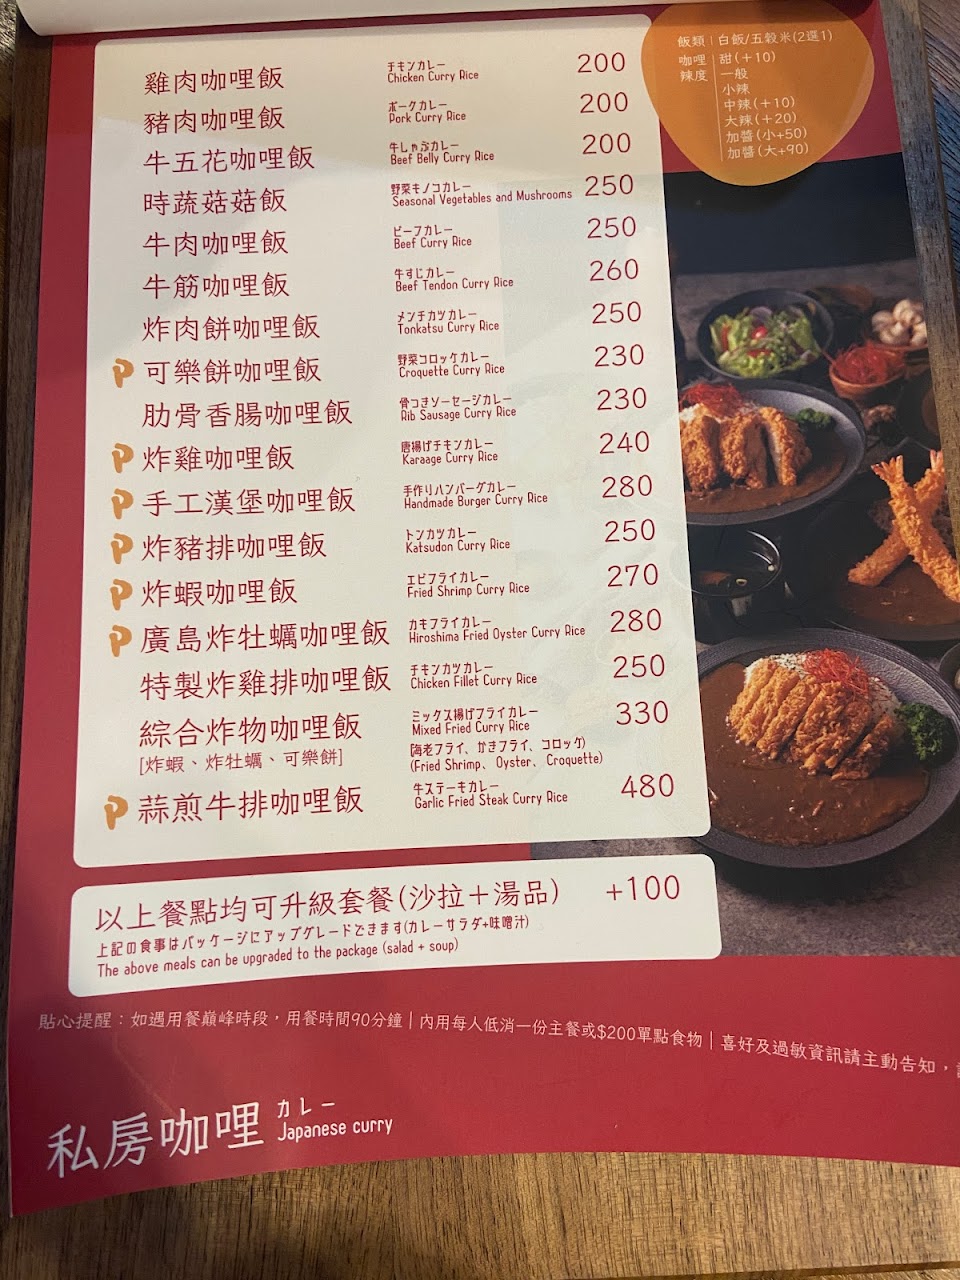 飯類｜白飯/五穀米(2選1)
咖哩辣度
甜(+10)
一般
小辣
中辣(+10)
大辣(+20)
加醬(小+50)
加醬(大+90)
雞肉咖哩飯 チキンカレー 200
Chicken Curry Rice
豬肉咖哩飯 ポークカレー 200
Pork Curry Rice
牛五花咖哩飯 牛しゃぶカレー 200
Beef Belly Curry Rice
時蔬菇菇飯 野菜キノコカレー 250
Seasonal Vegetables and Mushrooms
牛肉咖哩飯 ビーフカレー 250
Beef Curry Rice
牛筋咖哩飯 牛すじカレー 260
Beef Tendon Curry Rice
炸肉餅咖哩飯 メンチカツカレー 250
Tonkatsu Curry Rice
可樂餅咖哩飯 野菜コロッケカレー 230
Croquette Curry Rice
肋骨香腸咖哩飯 骨つきソーセージカレー 230
Rib Sausage Curry Rice
炸雞咖哩飯 唐揚げチキンカレー 240
Karaage Curry Rice
手工漢堡咖哩飯 手作りハンバーグカレー 280
Handmade Burger Curry Rice
炸豬排咖哩飯 トンカツカレー 250
Katsudon Curry Rice
炸蝦咖哩飯 エビフライカレー 270
Fried Shrimp Curry Rice
廣島炸牡蠣咖哩飯 カキフライカレー 280
Hiroshima Fried Oyster Curry Rice
特製炸雞排咖哩飯 チキンカツカレー 250
Chicken Fillet Curry Rice
綜合炸物咖哩飯 ミックス揚げフライカレー 330
Mixed Fried Curry Rice
[炸蝦、炸牡蠣、可樂餅] (海老フライ、かきフライ、コロッケ)
(Fried Shrimp、Oyster、Croquette)
蒜煎牛排咖哩飯 牛ステーキカレー 480
Garlic Fried Steak Curry Rice
以上餐點均可升級套餐(沙拉＋湯品) +100
上記の食事はパッケージにアップグレードできます(カレーサラダ+味噌汁)
The above meals can be upgraded to the package (salad + soup)
貼心提醒：如遇用餐巔峰時段，用餐時間90分鐘｜內用每人低消一份主餐或$200單點食物｜喜好及過敏資訊請主動告知，
私房咖哩 カレー
Japanese curry